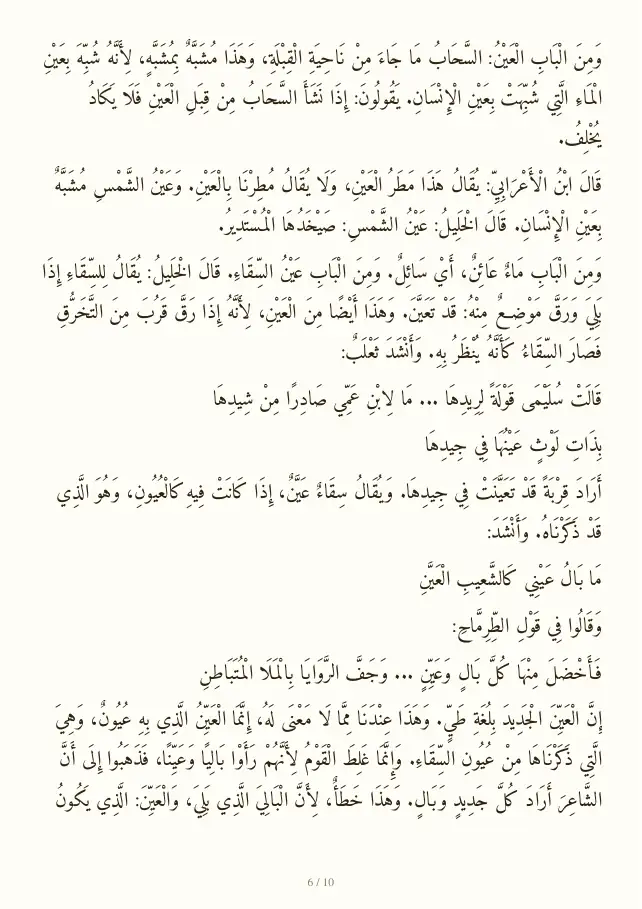 وَمِنَ الْبَابِ الْعَيْنُ: السَّحَابُ مَا جَاءَ مِنْ نَاحِيَةِ الْقِبْلَةِ، وَهَذَا مُشَبَّهٌ بِمُشَبَّهٍ، لِأَنَّهُ شُبِّهَ بِعَيْنِ
الْمَاءِ الَّتِي شُبِّهَتْ بِعَيْنِ الْإِنْسَانِ. يَقُولُونَ: إِذَا نَشَأَ السَّحَابُ مِنْ قِبَلِ الْعَيْنِ فَلَا يَكَادُ
يُخْلِفُ.
قَالَ ابْنُ الْأَعْرَابِيِّ: يُقَالُ هَذَا مَطَرُ الْعَيْنِ، وَلَا يُقَالُ مُطِرْنَا بِالْعَيْنِ. وَعَيْنُ الشَّمْسِ مُشَبَّهٌ
بِعَيْنِ الْإِنْسَانِ. قَالَ الْخَلِيلُ: عَيْنُ الشَّمْسِ: صَيْخَدُهَا الْمُسْتَدِيرُ.
وَمِنَ الْبَابِ مَاءٌ عَائِنٌ، أَيْ سَائِلٌ. وَمِنَ الْبَابِ عَيْنُ السِّقَاءِ. قَالَ الْخَلِيلُ: يُقَالُ لِلسِّقَاءِ إِذَا
بَلِيَ وَرَقَّ مَوْضِعٌ مِنْهُ: قَدْ تَعَيَّنَ. وَهَذَا أَيْضًا مِنَ الْعَيْنِ، لِأَنَّهُ إِذَا رَقَّ قَرُبَ مِنَ التَّخَرُّقِ
فَصَارَ السِّقَاءُ كَأَنَّهُ يُنْظَرُ بِهِ. وَأَنْشَدَ ثَعْلَبٌ:
قَالَتْ سُلَيْمَى قَوْلَةً لِرِيدِهَا ... مَا لِابْنِ عَمِّي صَادِرًا مِنْ شِيدِهَا
بِذَاتِ لَوْثٍ عَيْنُهَا فِي جِيدِهَا
أَرَادَ قِرْبَةً قَدْ تَعَيَّنَتْ فِي جِيدِهَا. وَيُقَالُ سِقَاءٌ عَيَّنٌ، إِذَا كَانَتْ فِيهِ كَالْعُيُونِ، وَهُوَ الَّذِي
قَدْ ذَكَرْنَاهُ. وَأَنْشَدَ:
مَا بَالُ عَيْنِي كَالشَّعِيبِ الْعَيَّنِ
وَقَالُوا فِي قَوْلِ الطِّرِمَّاحِ:
فَأَخْضَلَ مِنْهَا كُلَّ بَالٍ وَعَيِّنٍ ... وَجَفَّ الرَّوَايَا بِالْمَلَا الْمُتَبَاطِنِ
إِنَّ الْعَيِّنَ الْجَدِيدَ بِلُغَةِ طَيِّ. وَهَذَا عِنْدَنَا مِمَّا لَا مَعْنَى لَهُ، إِنَّمَا الْعَيِّنُ الَّذِي بِهِ عُيُونٌ، وَهِيَ
الَّتِي ذَكَرْنَاهَا مِنْ عُيُونِ السِّقَاءِ. وَإِنَّمَا غَلِطَ الْقَوْمُ لِأَنَّهُمْ رَأَوْا بَالِيًا وَعَيِّنًا، فَذَهَبُوا إِلَى أَنَّ
الشَّاعِرَ أَرَادَ كُلَّ جَدِيدٍ وَبَالٍ. وَهَذَا خَطَأٌ، لِأَنَّ الْبَالِيَ الَّذِي بَلِيَ، وَالْعَيِّنَ: الَّذِي يَكُونُ
6 / 10